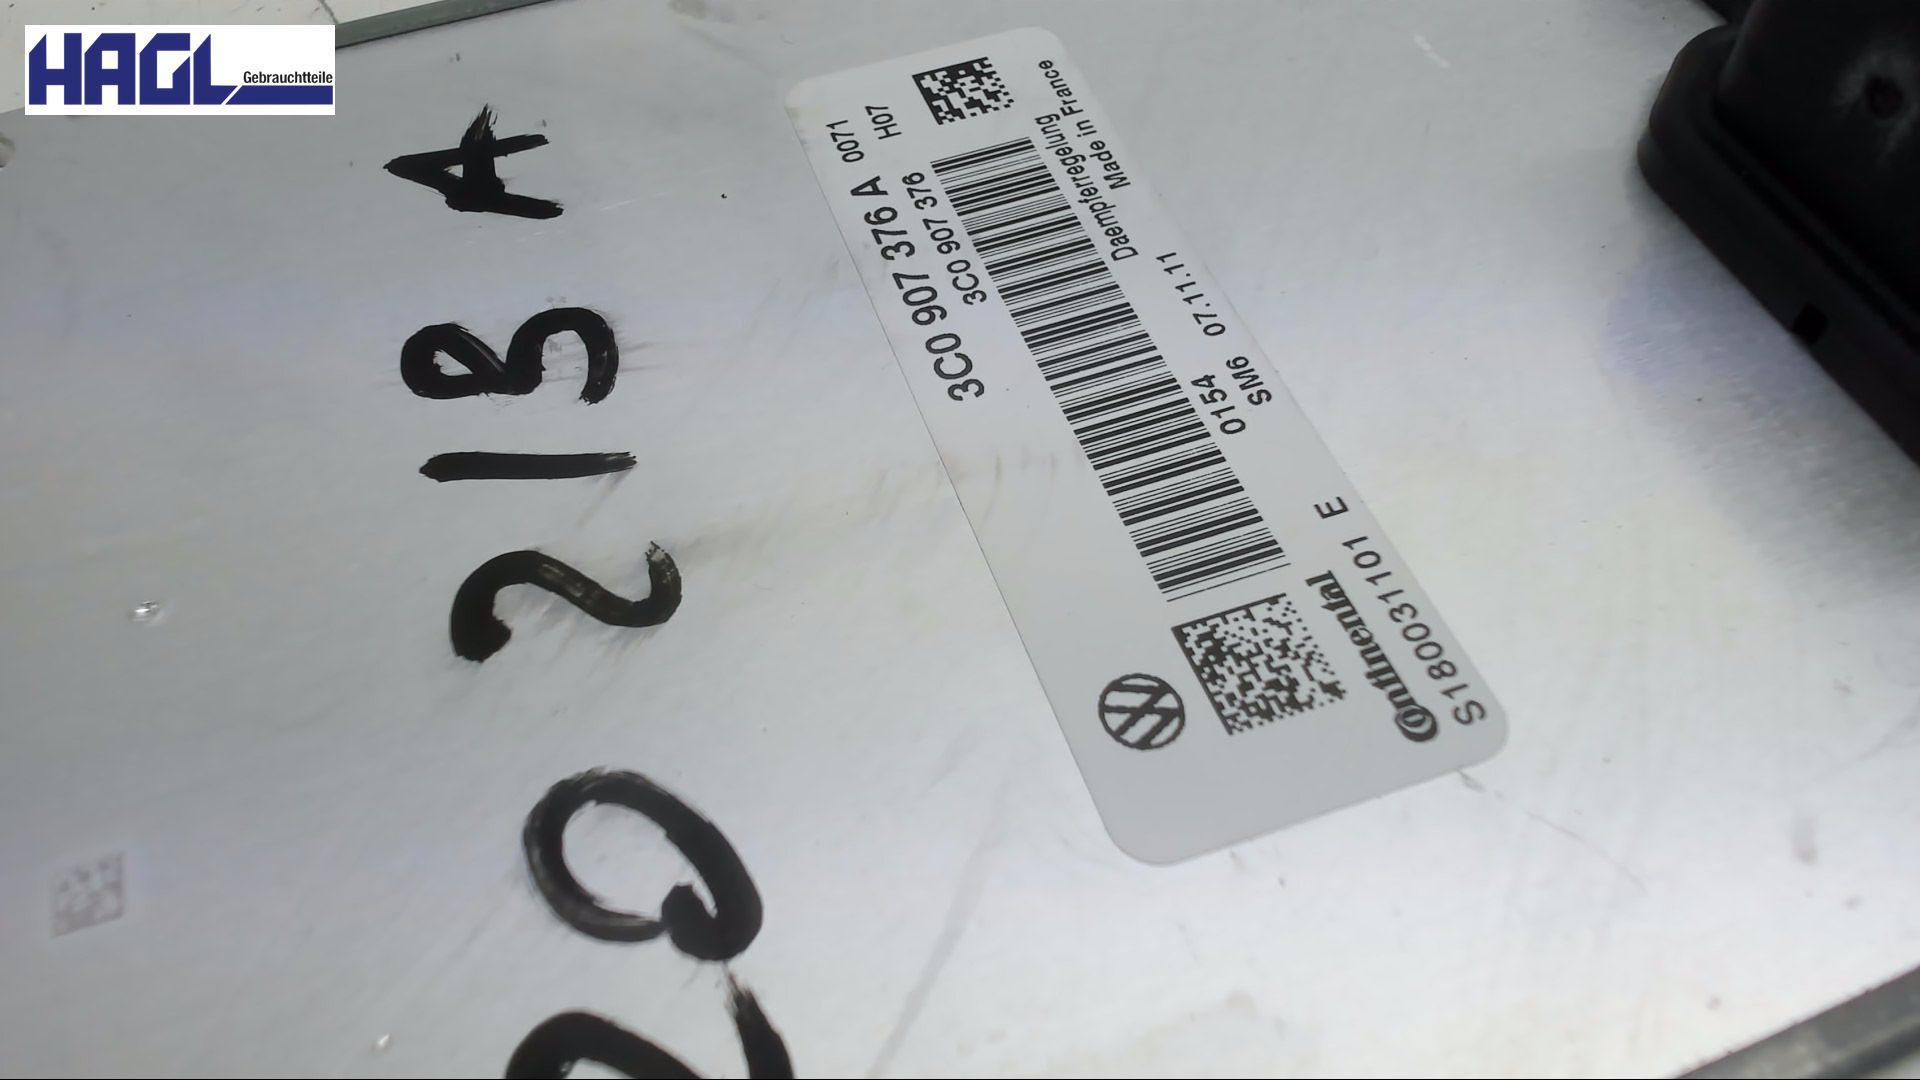 HAGL
Gebrauchtteile
3C0 907 376 A 0071
3C0 907 376 H07
Daempferregelung
Made in France
0154
SM6 07.11.11
Continental
S180031101 E